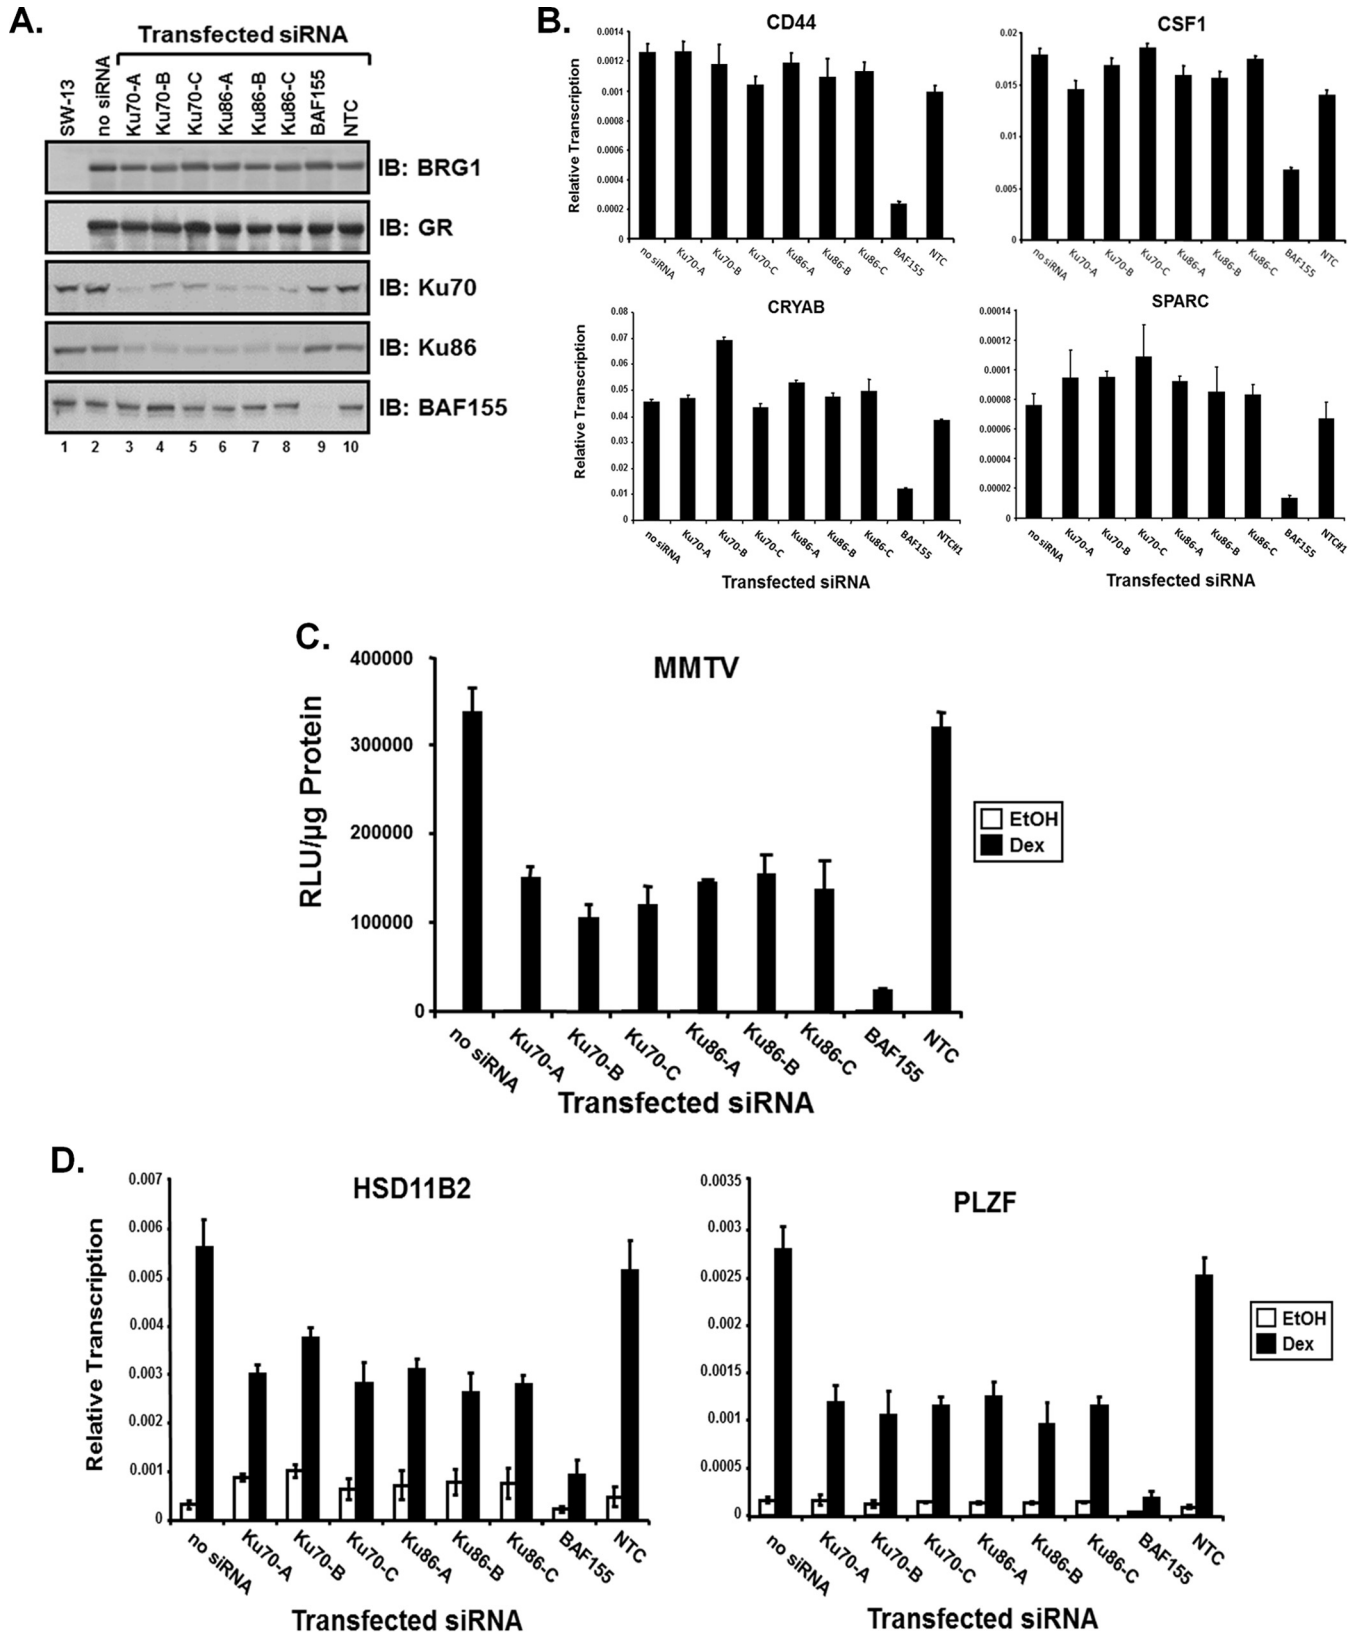 A.
Transfected siRNA
SW-13
no siRNA
Ku70-A
Ku70-B
Ku70-C
Ku86-A
Ku86-B
Ku86-C
BAF155
NTC
IB: BRG1
IB: GR
IB: Ku70
IB: Ku86
IB: BAF155
1 2 3 4 5 6 7 8 9 10
B.
CD44
Relative Transcription
0.0014
0.0012
0.001
0.0008
0.0006
0.0004
0.0002
0
no siRNA Ku70-A Ku70-B Ku70-C Ku86-A Ku86-B Ku86-C BAF155 NTC
CSF1
0.02
0.015
0.01
0.005
0
no siRNA Ku70-A Ku70-B Ku70-C Ku86-A Ku86-B Ku86-C BAF155 NTC
CRYAB
Relative Transcription
0.08
0.07
0.06
0.05
0.04
0.03
0.02
0.01
0
no siRNA Ku70-A Ku70-B Ku70-C Ku86-A Ku86-B Ku86-C BAF155 NTC#1
Transfected siRNA
SPARC
0.00014
0.00012
0.0001
0.00008
0.00006
0.00004
0.00002
0
no siRNA Ku70-A Ku70-B Ku70-C Ku86-A Ku86-B Ku86-C BAF155 NTC#1
Transfected siRNA
C.
MMTV
RLU/µg Protein
400000
300000
200000
100000
0
no siRNA Ku70-A Ku70-B Ku70-C Ku86-A Ku86-B Ku86-C BAF155 NTC
Transfected siRNA
EtOH
Dex
D.
HSD11B2
Relative Transcription
0.007
0.006
0.005
0.004
0.003
0.002
0.001
0
no siRNA Ku70-A Ku70-B Ku70-C Ku86-A Ku86-B Ku86-C BAF155 NTC
Transfected siRNA
PLZF
0.0035
0.003
0.0025
0.002
0.0015
0.001
0.0005
0
no siRNA Ku70-A Ku70-B Ku70-C Ku86-A Ku86-B Ku86-C BAF155 NTC
Transfected siRNA
EtOH
Dex